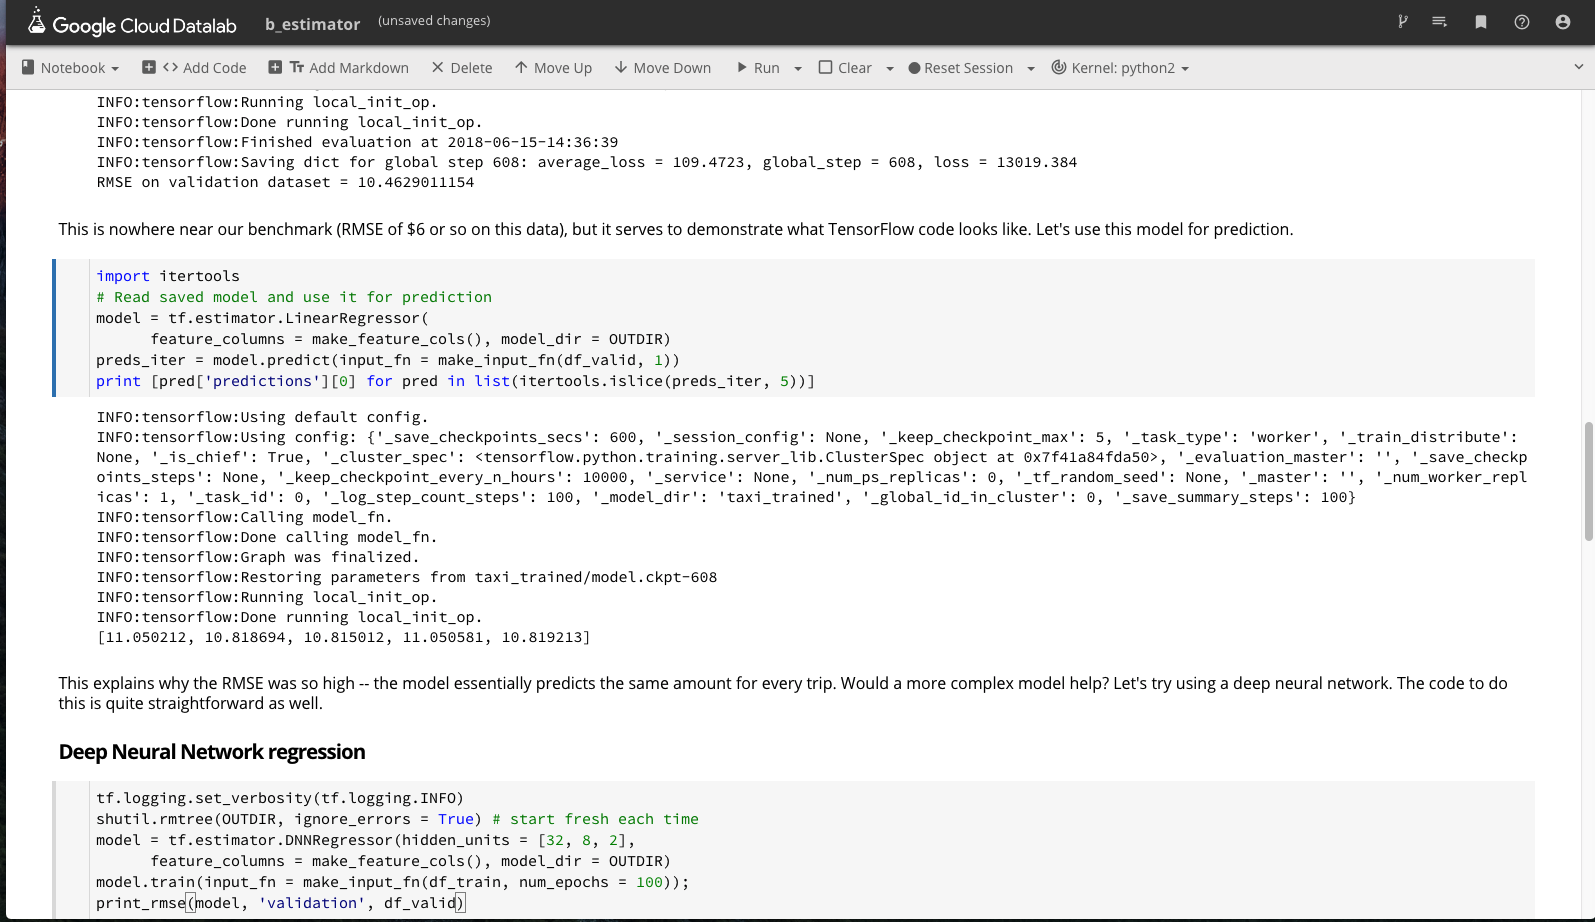 Google Cloud Datalab b_estimator (unsaved changes)
Notebook <> Add Code Tт Add Markdown Delete Move Up Move Down Run Clear Reset Session Kernel: python2
INFO:tensorflow:Running local_init_op.
INFO:tensorflow:Done running local_init_op.
INFO:tensorflow:Finished evaluation at 2018-06-15-14:36:39
INFO:tensorflow:Saving dict for global step 608: average_loss = 109.4723, global_step = 608, loss = 13019.384
RMSE on validation dataset = 10.4629011154
This is nowhere near our benchmark (RMSE of $6 or so on this data), but it serves to demonstrate what TensorFlow code looks like. Let's use this model for prediction.
import itertools
# Read saved model and use it for prediction
model = tf.estimator.LinearRegressor(
      feature_columns = make_feature_cols(), model_dir = OUTDIR)
preds_iter = model.predict(input_fn = make_input_fn(df_valid, 1))
print [pred['predictions'][0] for pred in list(itertools.islice(preds_iter, 5))]
INFO:tensorflow:Using default config.
INFO:tensorflow:Using config: {'_save_checkpoints_secs': 600, '_session_config': None, '_keep_checkpoint_max': 5, '_task_type': 'worker', '_train_distribute':
None, '_is_chief': True, '_cluster_spec': <tensorflow.python.training.server_lib.ClusterSpec object at 0x7f41a84fda50>, '_evaluation_master': '', '_save_checkp
oints_steps': None, '_keep_checkpoint_every_n_hours': 10000, '_service': None, '_num_ps_replicas': 0, '_tf_random_seed': None, '_master': '', '_num_worker_repl
icas': 1, '_task_id': 0, '_log_step_count_steps': 100, '_model_dir': 'taxi_trained', '_global_id_in_cluster': 0, '_save_summary_steps': 100}
INFO:tensorflow:Calling model_fn.
INFO:tensorflow:Done calling model_fn.
INFO:tensorflow:Graph was finalized.
INFO:tensorflow:Restoring parameters from taxi_trained/model.ckpt-608
INFO:tensorflow:Running local_init_op.
INFO:tensorflow:Done running local_init_op.
[11.050212, 10.818694, 10.815012, 11.050581, 10.819213]
This explains why the RMSE was so high -- the model essentially predicts the same amount for every trip. Would a more complex model help? Let's try using a deep neural network. The code to do
this is quite straightforward as well.
Deep Neural Network regression
tf.logging.set_verbosity(tf.logging.INFO)
shutil.rmtree(OUTDIR, ignore_errors = True) # start fresh each time
model = tf.estimator.DNNRegressor(hidden_units = [32, 8, 2],
      feature_columns = make_feature_cols(), model_dir = OUTDIR)
model.train(input_fn = make_input_fn(df_train, num_epochs = 100));
print_rmse(model, 'validation', df_valid)